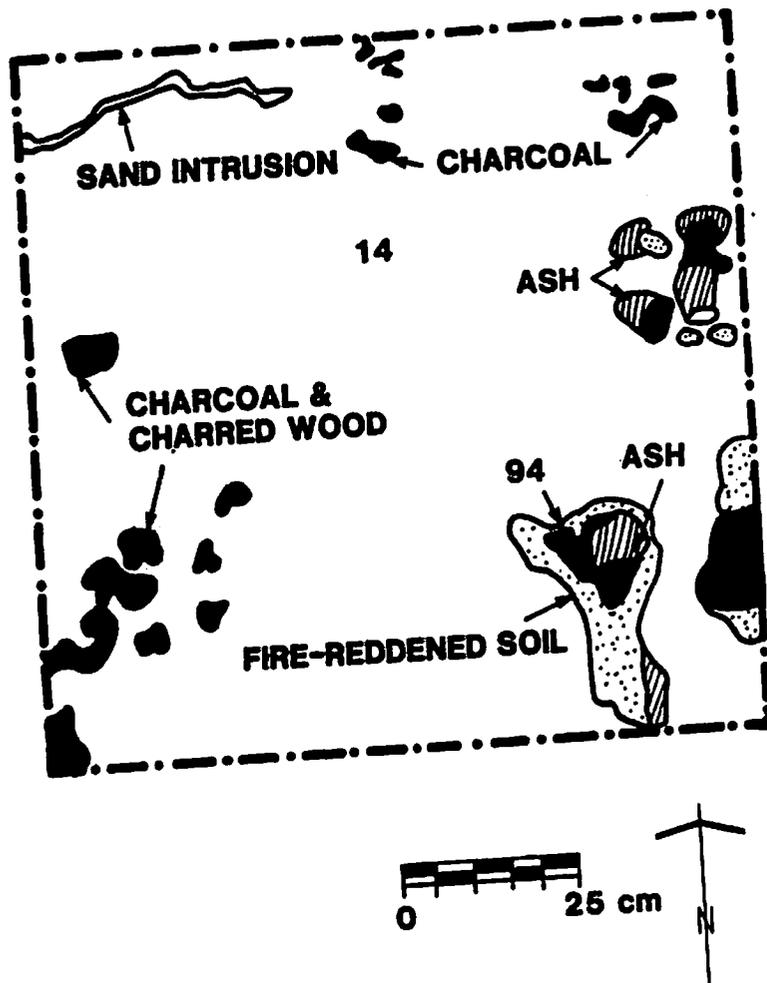 SAND INTRUSION
CHARCOAL
14
ASH
CHARCOAL &
CHARRED WOOD
94
ASH
FIRE-REDDENED SOIL
0
25 cm
N